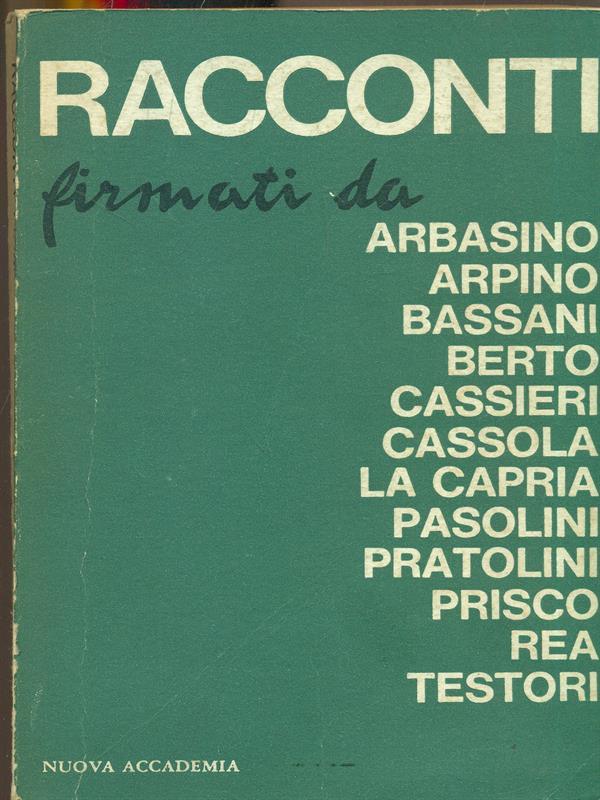 RACCONTI
firmati da
ARBASINO
ARPINO
BASSANI
BERTO
CASSIERI
CASSOLA
LA CAPRIA
PASOLINI
PRATOLINI
PRISCO
REA
TESTORI
NUOVA ACCADEMIA